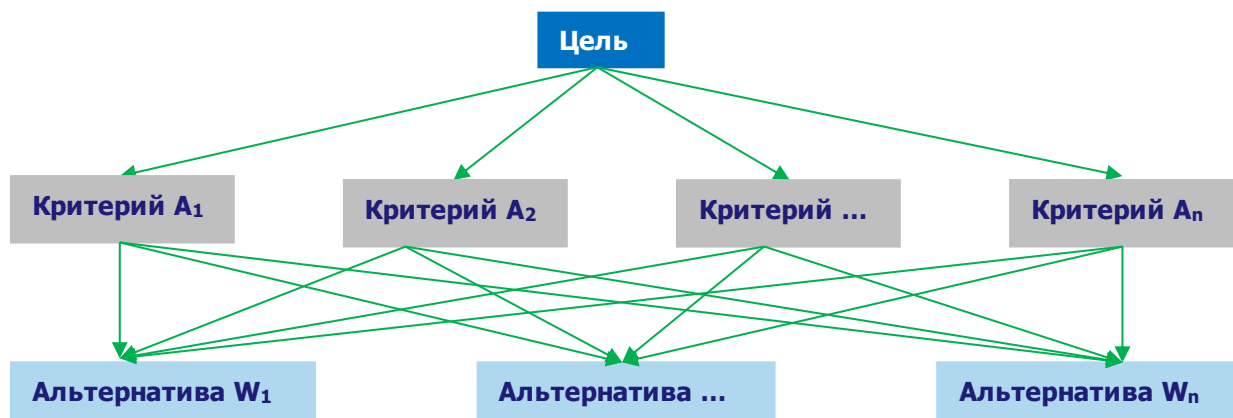 Цель
Критерий A₁
Критерий A₂
Критерий ...
Критерий Aₙ
Альтернатива W₁
Альтернатива ...
Альтернатива Wₙ